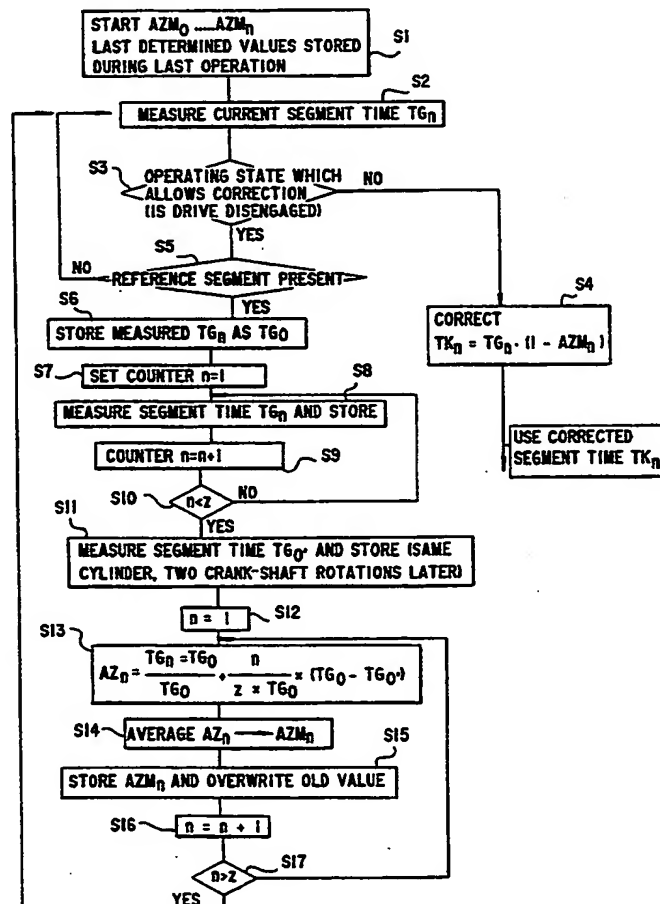 START AZM0 .....AZMn
LAST DETERMINED VALUES STORED
DURING LAST OPERATION
S1
S2
MEASURE CURRENT SEGMENT TIME TGn
S3
OPERATING STATE WHICH
ALLOWS CORRECTION
(IS DRIVE DISENGAGED)
NO
YES
S5
NO
REFERENCE SEGMENT PRESENT
YES
S4
CORRECT
TKn = TGn · (1 - AZMn)
USE CORRECTED
SEGMENT TIME TKn
S6
STORE MEASURED TGn AS TG0
S7
SET COUNTER n=1
S8
MEASURE SEGMENT TIME TGn AND STORE
COUNTER n=n+1
S9
S10
n<z
NO
YES
S11
MEASURE SEGMENT TIME TG0' AND STORE (SAME
CYLINDER, TWO CRANK-SHAFT ROTATIONS LATER)
n = 1
S12
S13
AZn = TGn = TG0 / TG0 + n / z × TG0 × (TG0 - TG0')
S14
AVERAGE AZn → AZMn
S15
STORE AZMn AND OVERWRITE OLD VALUE
S16
n = n + 1
S17
n>z
YES